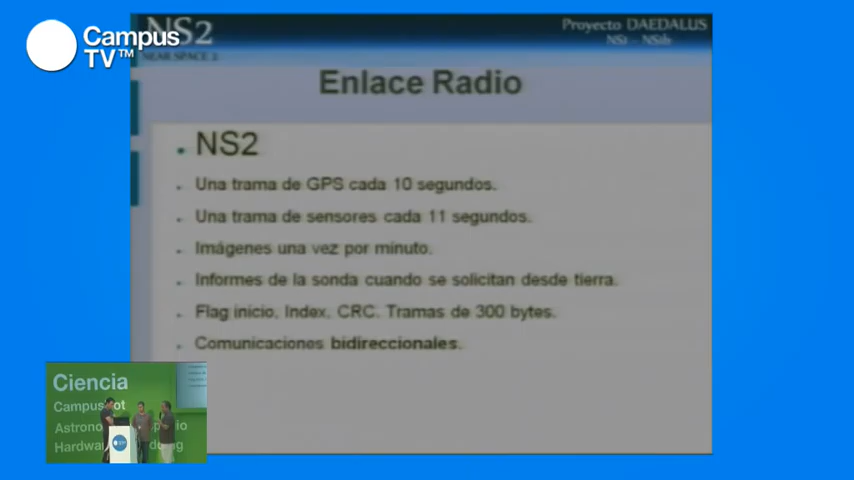 Campus
TV™
NS2
NEAR SPACE 2
Proyecto DAEDALUS
NS1 – NS1b
Enlace Radio
• NS2
Una trama de GPS cada 10 segundos.
Una trama de sensores cada 11 segundos.
Imágenes una vez por minuto.
Informes de la sonda cuando se solicitan desde tierra.
Flag inicio, Index, CRC. Tramas de 300 bytes.
Comunicaciones bidireccionales.
Ciencia